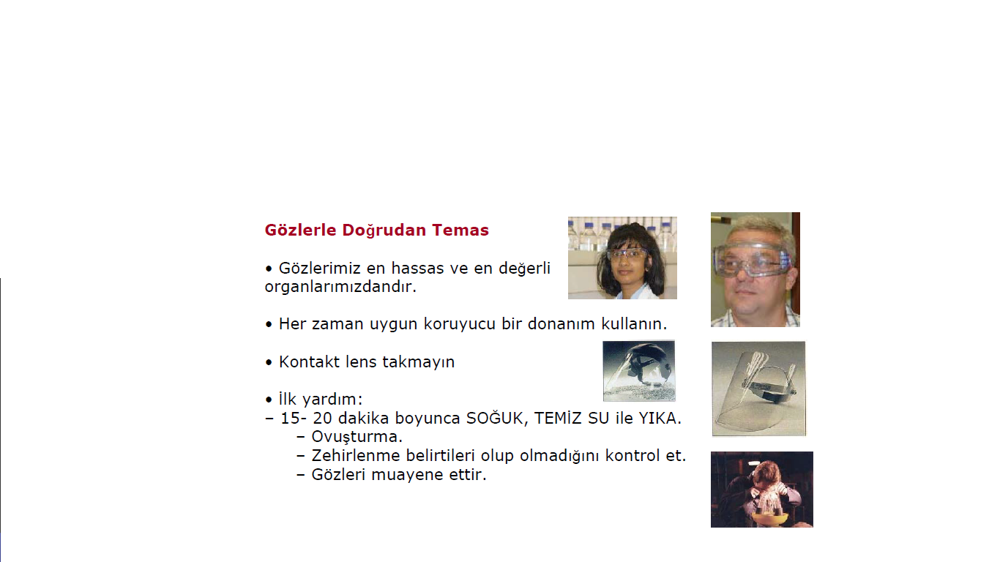 Gözlerle Doğrudan Temas
• Gözlerimiz en hassas ve en değerli
organlarımızdandır.
• Her zaman uygun koruyucu bir donanım kullanın.
• Kontakt lens takmayın
• İlk yardım:
– 15- 20 dakika boyunca SOĞUK, TEMİZ SU ile YIKA.
– Ovuşturma.
– Zehirlenme belirtileri olup olmadığını kontrol et.
– Gözleri muayene ettir.